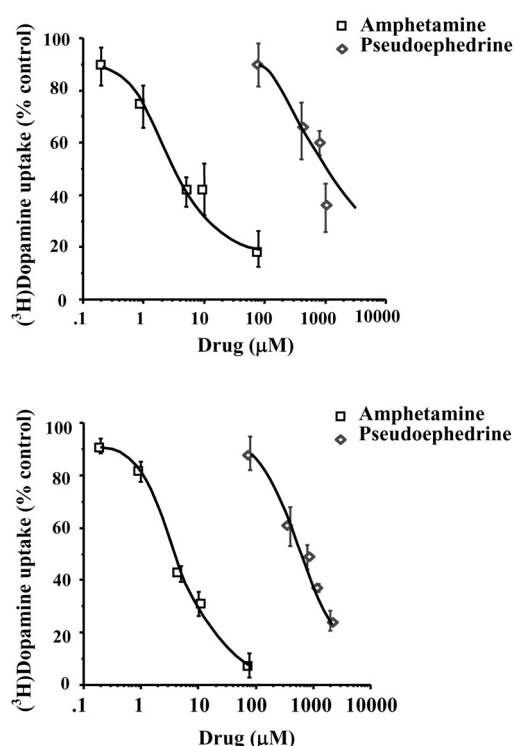 Amphetamine
Pseudoephedrine
(³H)Dopamine uptake (% control)
100
80
60
40
20
0
.1 1 10 100 1000 10000
Drug (μM)
Amphetamine
Pseudoephedrine
(³H)Dopamine uptake (% control)
100
80
60
40
20
0
.1 1 10 100 1000 10000
Drug (μM)